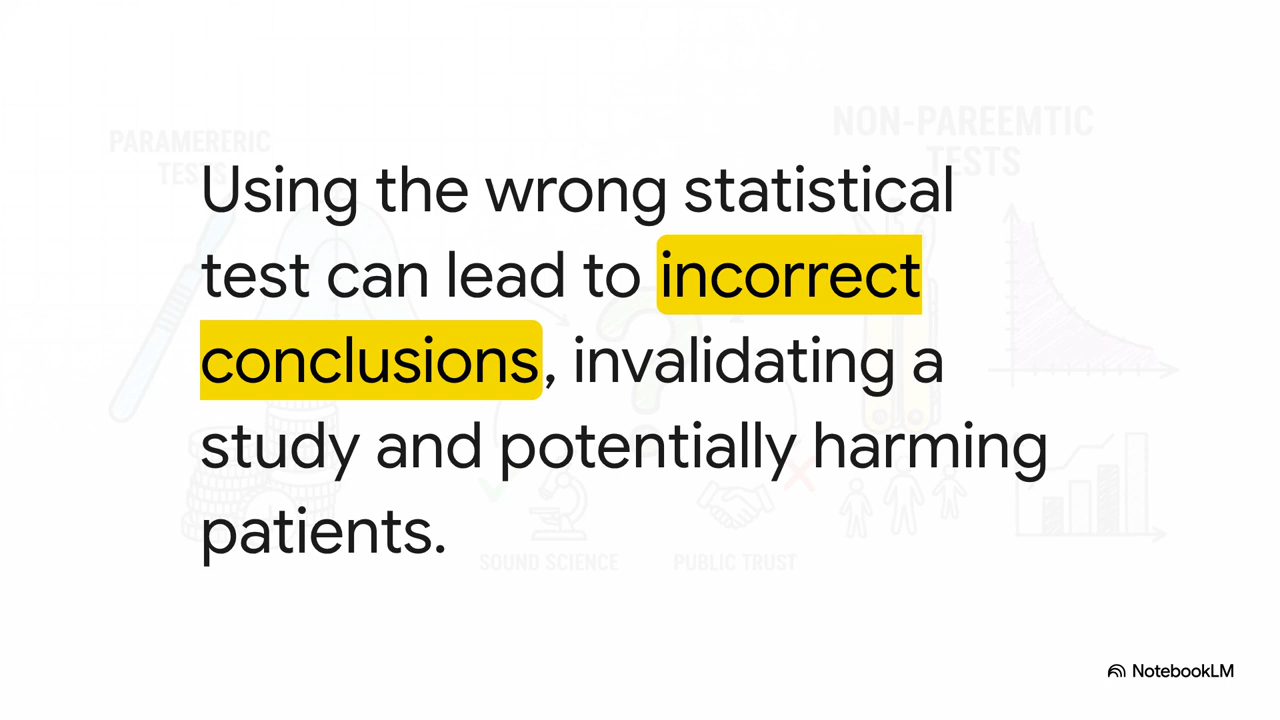 PARAMERERIC
TESTS
NON-PAREEMTIC
TESTS
Using the wrong statistical
test can lead to incorrect
conclusions, invalidating a
study and potentially harming
patients.
SOUND SCIENCE
PUBLIC TRUST
NotebookLM